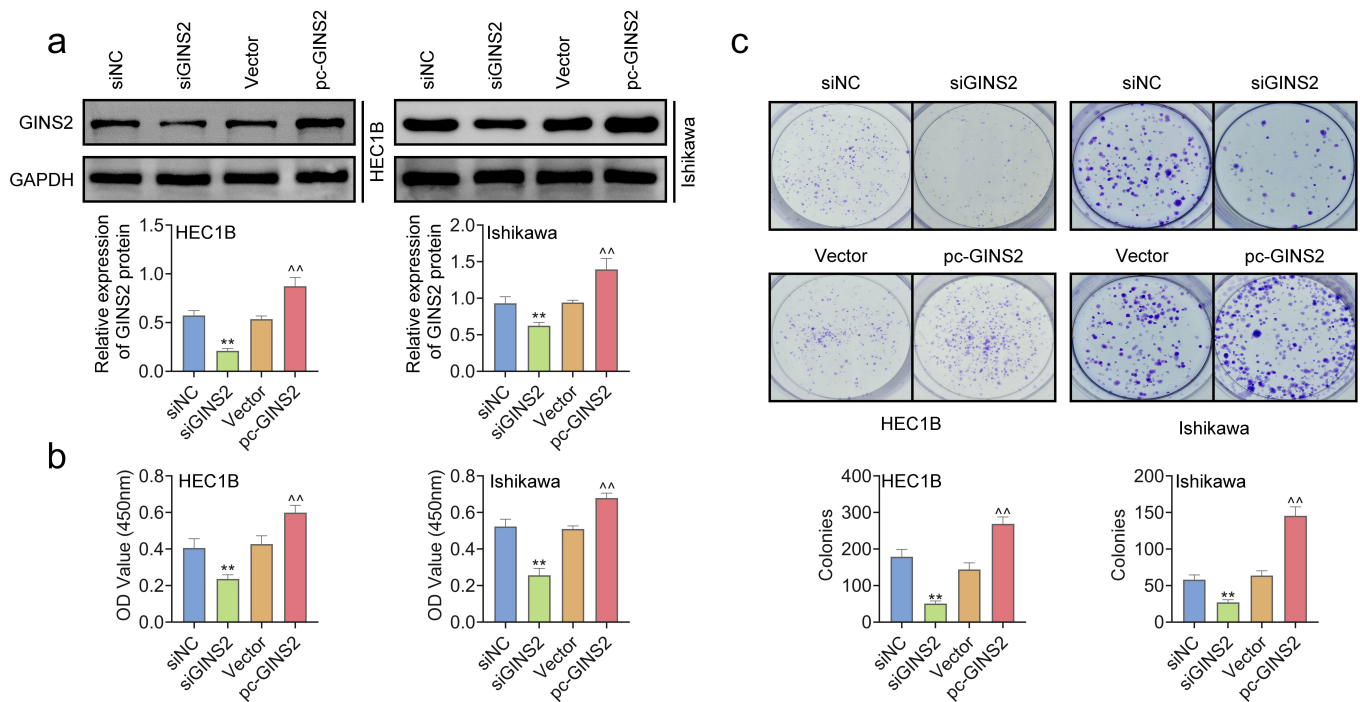 a
siNC siGINS2 Vector pc-GINS2
siNC siGINS2 Vector pc-GINS2
GINS2
GAPDH
HEC1B
Ishikawa
Relative expression
of GINS2 protein
1.5
1.0
0.5
0.0
HEC1B
**
^^
siNC siGINS2 Vector pc-GINS2
Relative expression
of GINS2 protein
2.0
1.5
1.0
0.5
0.0
Ishikawa
**
^^
siNC siGINS2 Vector pc-GINS2
b
OD Value (450nm)
0.8
0.6
0.4
0.2
0.0
HEC1B
**
^^
siNC siGINS2 Vector pc-GINS2
OD Value (450nm)
0.8
0.6
0.4
0.2
0.0
Ishikawa
**
^^
siNC siGINS2 Vector pc-GINS2
c
siNC siGINS2 siNC siGINS2
Vector pc-GINS2 Vector pc-GINS2
HEC1B Ishikawa
Colonies
400
300
200
100
0
HEC1B
**
^^
siNC siGINS2 Vector pc-GINS2
Colonies
200
150
100
50
0
Ishikawa
**
^^
siNC siGINS2 Vector pc-GINS2